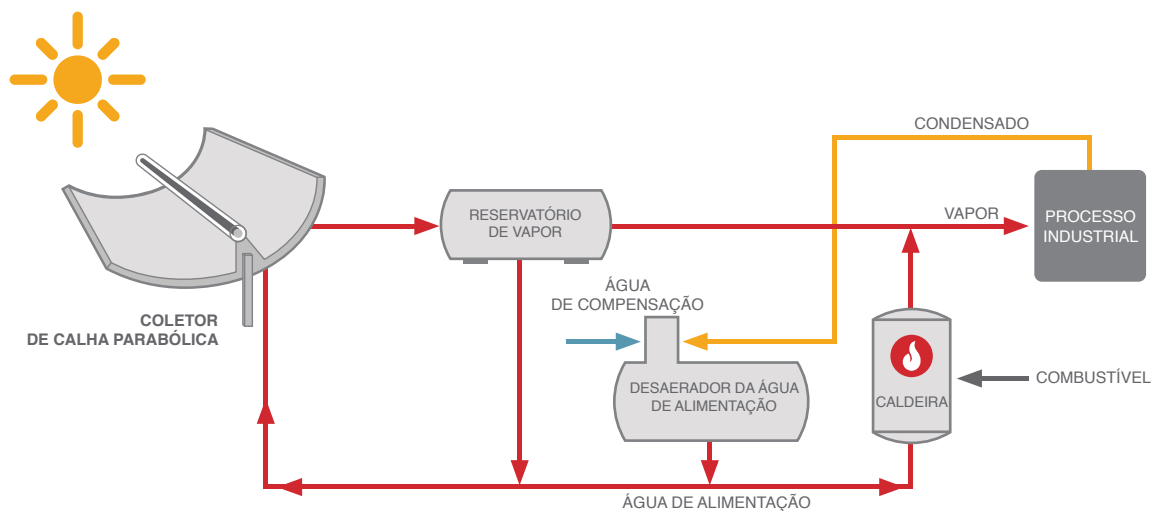 CONDENSADO
RESERVATÓRIO
DE VAPOR
VAPOR
PROCESSO
INDUSTRIAL
ÁGUA
DE COMPENSAÇÃO
COLETOR
DE CALHA PARABÓLICA
DESAERADOR DA ÁGUA
DE ALIMENTAÇÃO
CALDEIRA
COMBUSTÍVEL
ÁGUA DE ALIMENTAÇÃO